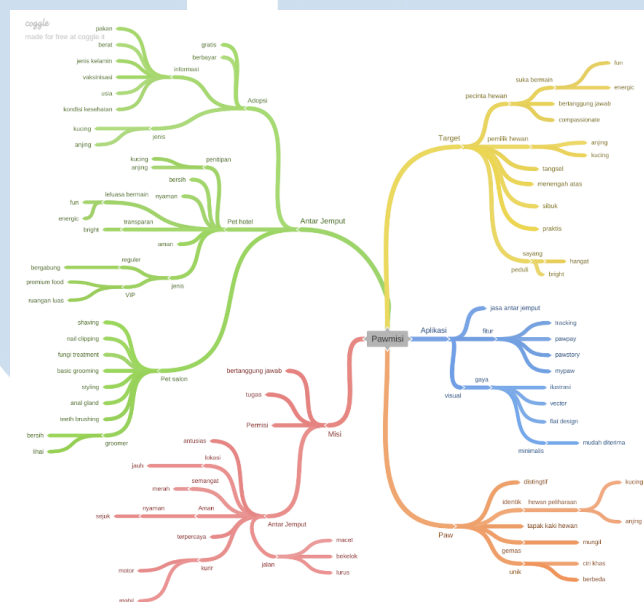 coggle
made for free at coggle.it
pakan
berat
jenis kelamin
vaksinisasi
usia
kondisi kesehatan
informasi
gratis
berbayar
Adopsi
kucing
anjing
jenis
kucing
anjing
penitipan
bersih
nyaman
leluasa bermain
fun
energic
transparan
bright
aman
Pet hotel
Antar Jemput
reguler
bergabung
premium food
VIP
ruangan luas
jenis
shaving
nail clipping
fungi treatment
basic grooming
styling
anal gland
teeth brushing
Pet salon
bersih
lihai
groomer
Pawmisi
Target
pecinta hewan
suka bermain
fun
energic
bertanggung jawab
compassionate
pemilik hewan
anjing
kucing
tangsel
menengah atas
sibuk
praktis
sayang
peduli
hangat
bright
Aplikasi
jasa antar jemput
fitur
tracking
pawpay
pawstory
mypaw
gaya
visual
ilustrasi
vector
flat design
minimalis
mudah diterima
bertanggung jawab
tugas
Permisi
Misi
antusias
lokasi
jauh
semangat
merah
Aman
nyaman
sejuk
terpercaya
Antar Jemput
kurir
motor
mobil
jalan
macet
bekelok
lurus
Paw
distingtif
identik
hewan peliharaan
kucing
anjing
tapak kaki hewan
gemas
mungil
unik
ciri khas
berbeda